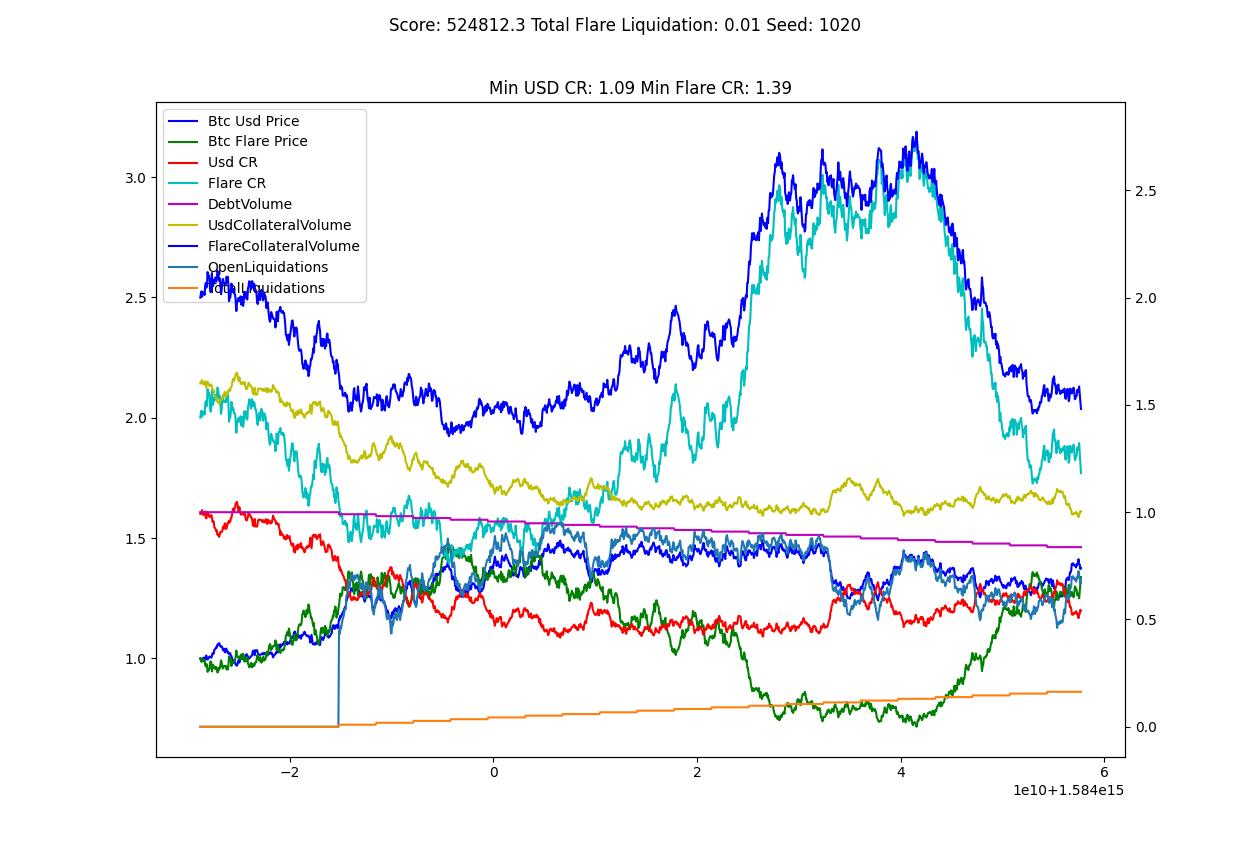 Score: 524812.3 Total Flare Liquidation: 0.01 Seed: 1020
Min USD CR: 1.09 Min Flare CR: 1.39
Btc Usd Price
Btc Flare Price
Usd CR
Flare CR
DebtVolume
UsdCollateralVolume
FlareCollateralVolume
OpenLiquidations
TotalLiquidations
3.0
2.5
2.0
1.5
1.0
2.5
2.0
1.5
1.0
0.5
0.0
−2
0
2
4
6
1e10+1.584e15